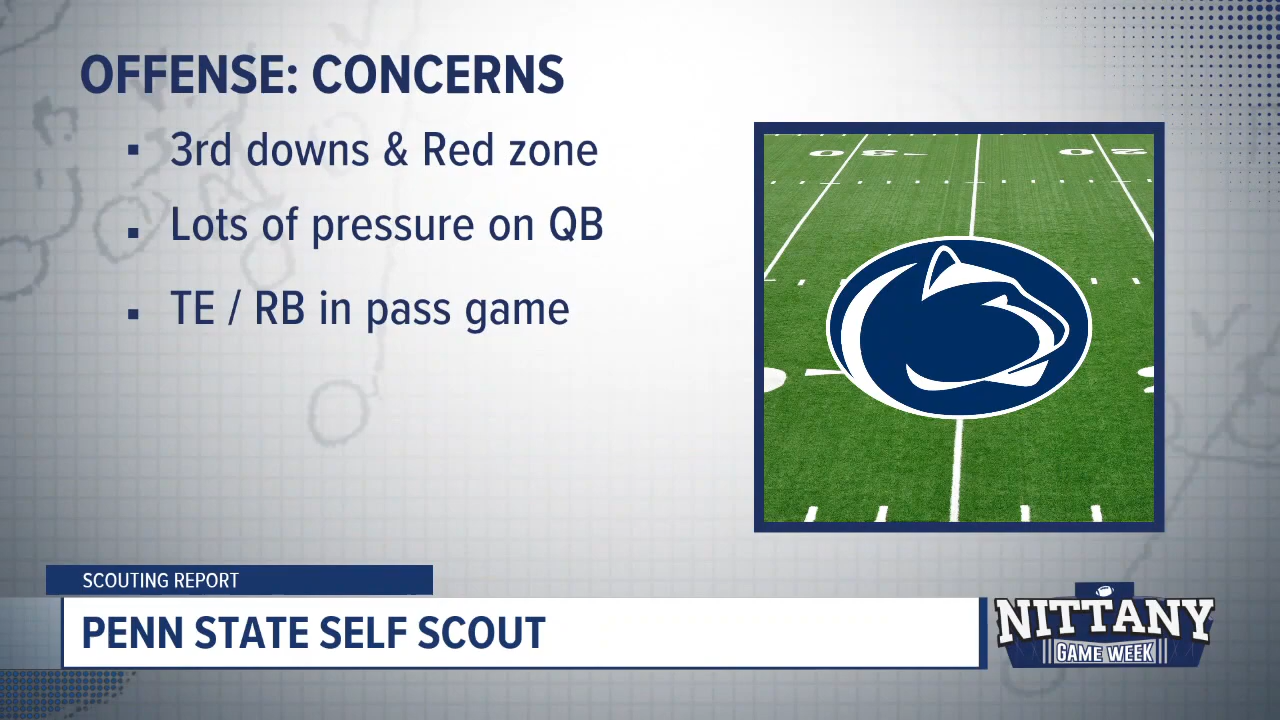 OFFENSE: CONCERNS
▪ 3rd downs & Red zone
▪ Lots of pressure on QB
▪ TE / RB in pass game
SCOUTING REPORT
PENN STATE SELF SCOUT
NITTANY
GAME WEEK